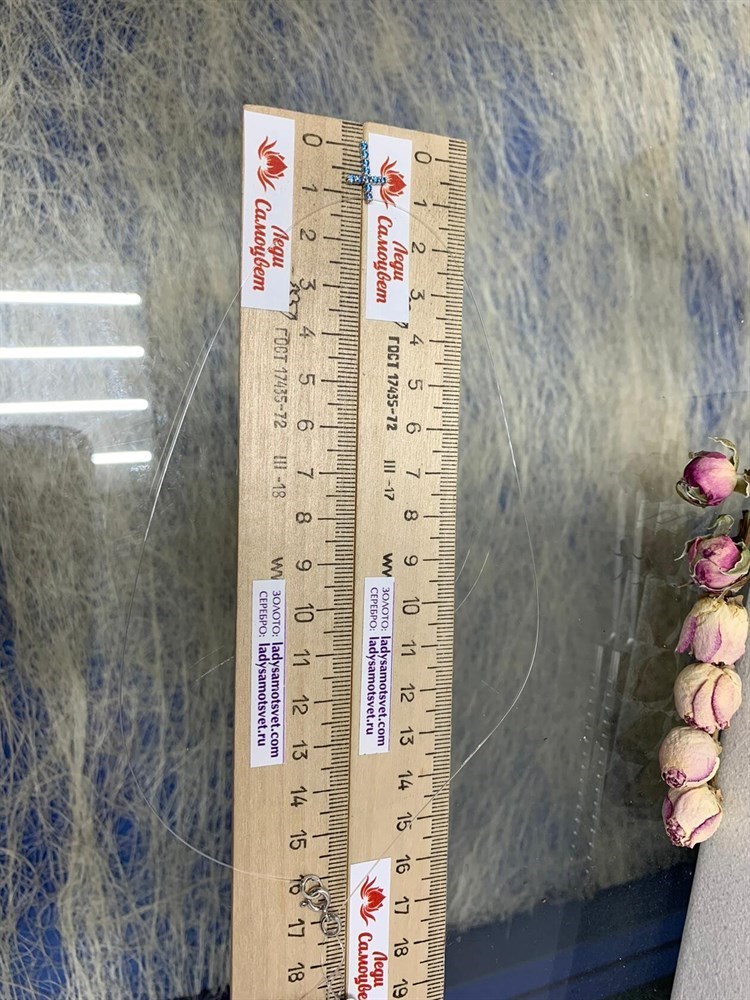 Леди
Самоцвет
0 1 2 3 4 5 6 7 8 9 10 11 12 13 14 15 16 17 18
ГОСТ 17435-72 III -18
ЗОЛОТО: ladysamotsvet.com
СЕРЕБРО: ladysamotsvet.ru
Леди
Самоцвет
0 1 2 3 4 5 6 7 8 9 10 11 12 13 14 15 16 17 18 19
ГОСТ 17435-72 III -17
ЗОЛОТО: ladysamotsvet.com
СЕРЕБРО: ladysamotsvet.ru
Леди
Самоцвет